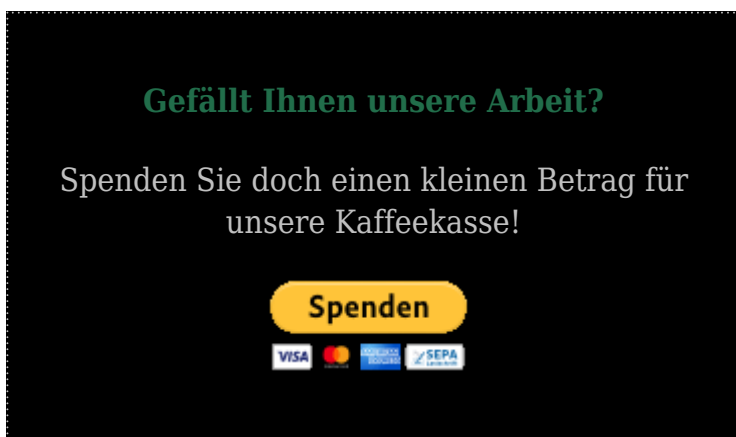 Gefällt Ihnen unsere Arbeit?
Spenden Sie doch einen kleinen Betrag für
unsere Kaffeekasse!
Spenden
VISA SEPA